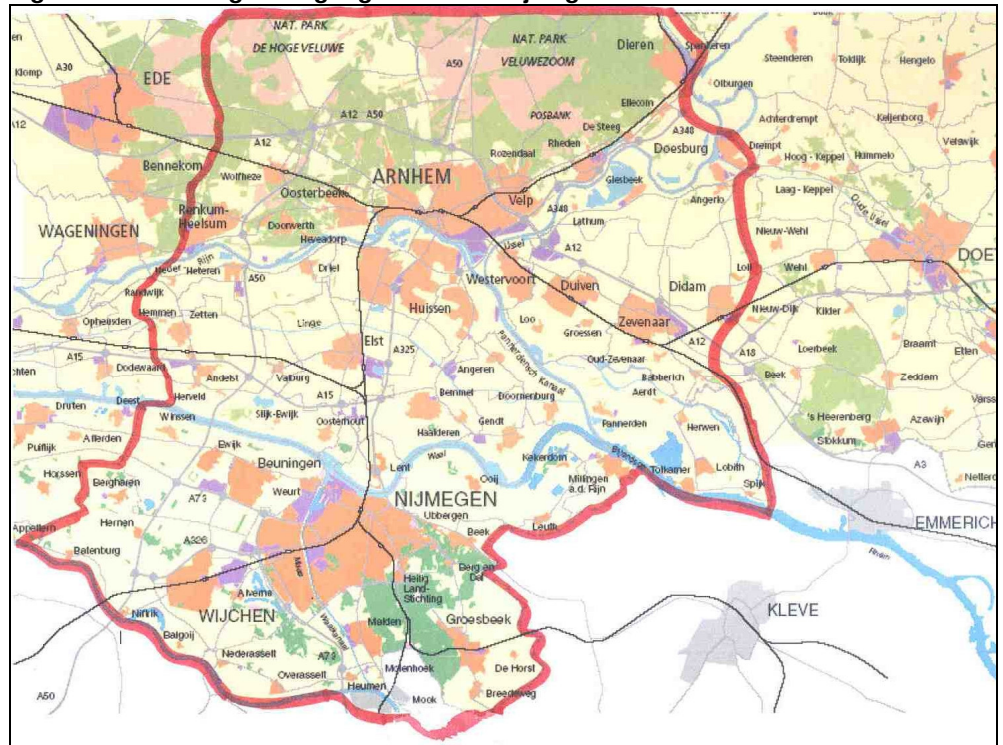 NAT. PARK
DE HOGE VELUWE
NAT. PARK
VELUWEZOOM
Dieren
Spankeren
Steenderen
Toldijk
Hengelo
Klomp
A30
EDE
A50
Olburgen
Ellecom
A12
A12 A50
POSBANK
De Steeg
A348
Achterdrempt
Keijenborg
A12
Rheden
Rozendaal
Doesburg
Drempt
Hoog - Keppel
Hummelo
Velswijk
Bennekom
Wolfheze
Oosterbeek
ARNHEM
Velp
Giesbeek
Laag - Keppel
Angerlo
Oude IJssel
Renkum-
Heelsum
Doorwerth
A348
Lathum
WAGENINGEN
Heveadorp
IJssel
A12
Nieuw-Wehl
Rijn
Neder
Heteren
A50
Driel
Westervoort
Duiven
Didam
Loil
Wehl
DOE
Randwijk
Hemmen
Zetten
Huissen
Opheusden
Linge
Loo
Groessen
Zevenaar
Nieuw-Dijk
Kilder
A15
Elst
A325
Pannerdensch Kanaal
Oud-Zevenaar
A12
A18
Loerbeek
Braamt
Etten
chten
Dodewaard
Andelst
Valburg
Angeren
Babberich
Beek
Zeddam
Druten
Deest
Herveld
A15
Bemmel
Doornenburg
Aerdt
Winssen
Slijk-Ewijk
Oosterhout
Gendt
Pannerden
Herwen
's Heerenberg
Azewijn
Puiflijk
Afferden
Ewijk
Haalderen
Stokkum
Horssen
Beuningen
Lent
Waal
Kekerdom
Bijlandse
Tolkamer
Lobith
A3
Bergharen
A73
Weurt
Ooij
Millingen
a.d. Rijn
Spijk
Netterd
NIJMEGEN
Appeltern
Hernen
Ubbergen
Leuth
EMMERICH
Batenburg
A326
Beek
Rhein
Maas
Waalkanaal
Berg en
Dal
Heilig
Land-
Stichting
Alverna
Niftrik
WIJCHEN
Malden
Groesbeek
KLEVE
Balgoij
Nederasselt
A73
Molenhoek
De Horst
Overasselt
A50
Heumen
Mook
Breedeweg